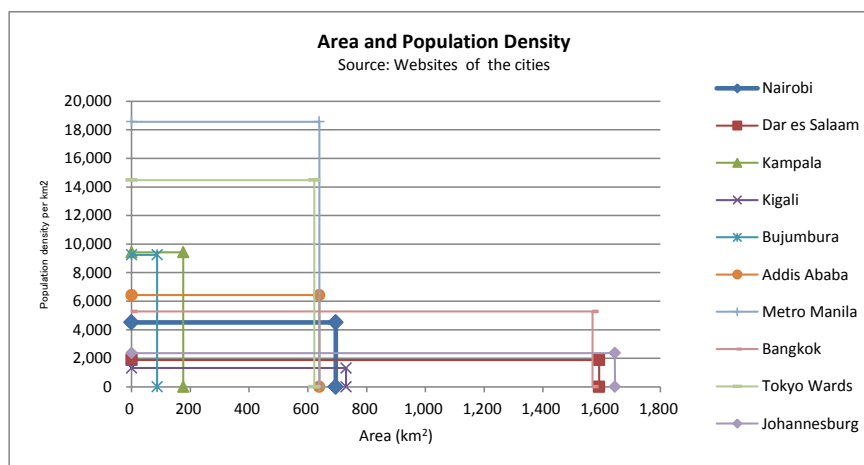 Area and Population Density
Source: Websites of the cities
Population density per km2
20,000
18,000
16,000
14,000
12,000
10,000
8,000
6,000
4,000
2,000
0
0 200 400 600 800 1,000 1,200 1,400 1,600 1,800
Area (km²)
Nairobi
Dar es Salaam
Kampala
Kigali
Bujumbura
Addis Ababa
Metro Manila
Bangkok
Tokyo Wards
Johannesburg